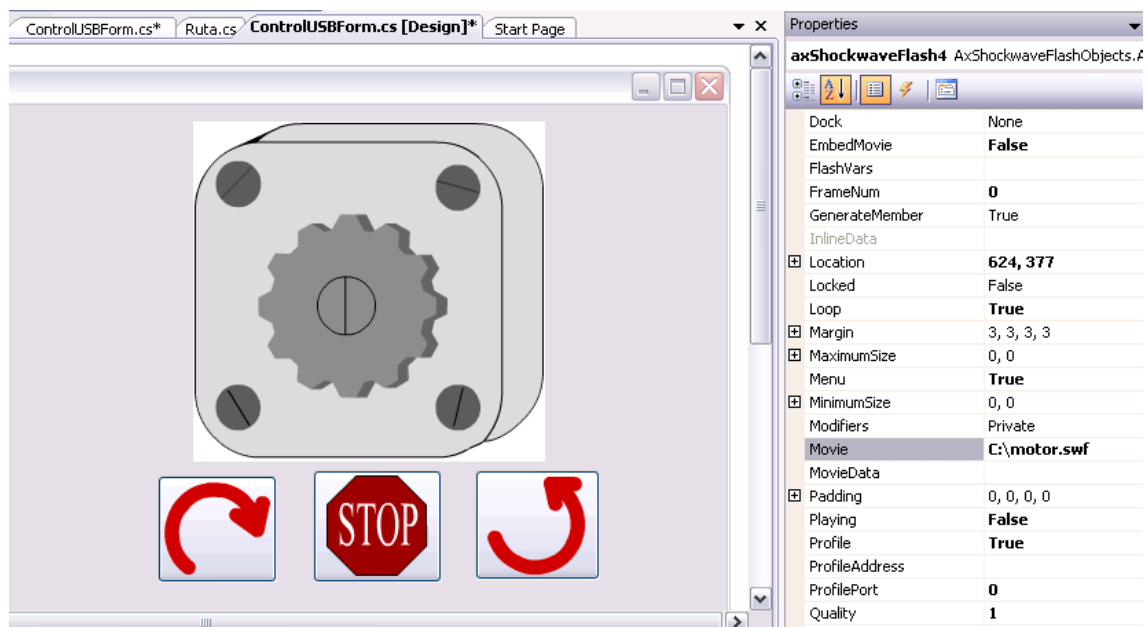 ControlUSBForm.cs* Ruta.cs ControlUSBForm.cs [Design]* Start Page
STOP
Properties
axShockwaveFlash4 AxShockwaveFlashObjects.A
Dock None
EmbedMovie False
FlashVars
FrameNum 0
GenerateMember True
InlineData
Location 624, 377
Locked False
Loop True
Margin 3, 3, 3, 3
MaximumSize 0, 0
Menu True
MinimumSize 0, 0
Modifiers Private
Movie C:\motor.swf
MovieData
Padding 0, 0, 0, 0
Playing False
Profile True
ProfileAddress
ProfilePort 0
Quality 1